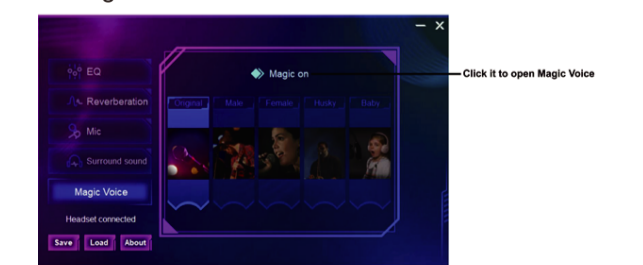 EQ
Reverberation
Mic
Surround sound
Magic Voice
Headset connected
Save Load About
Magic on
Original Male Female Husky Baby
Click it to open Magic Voice